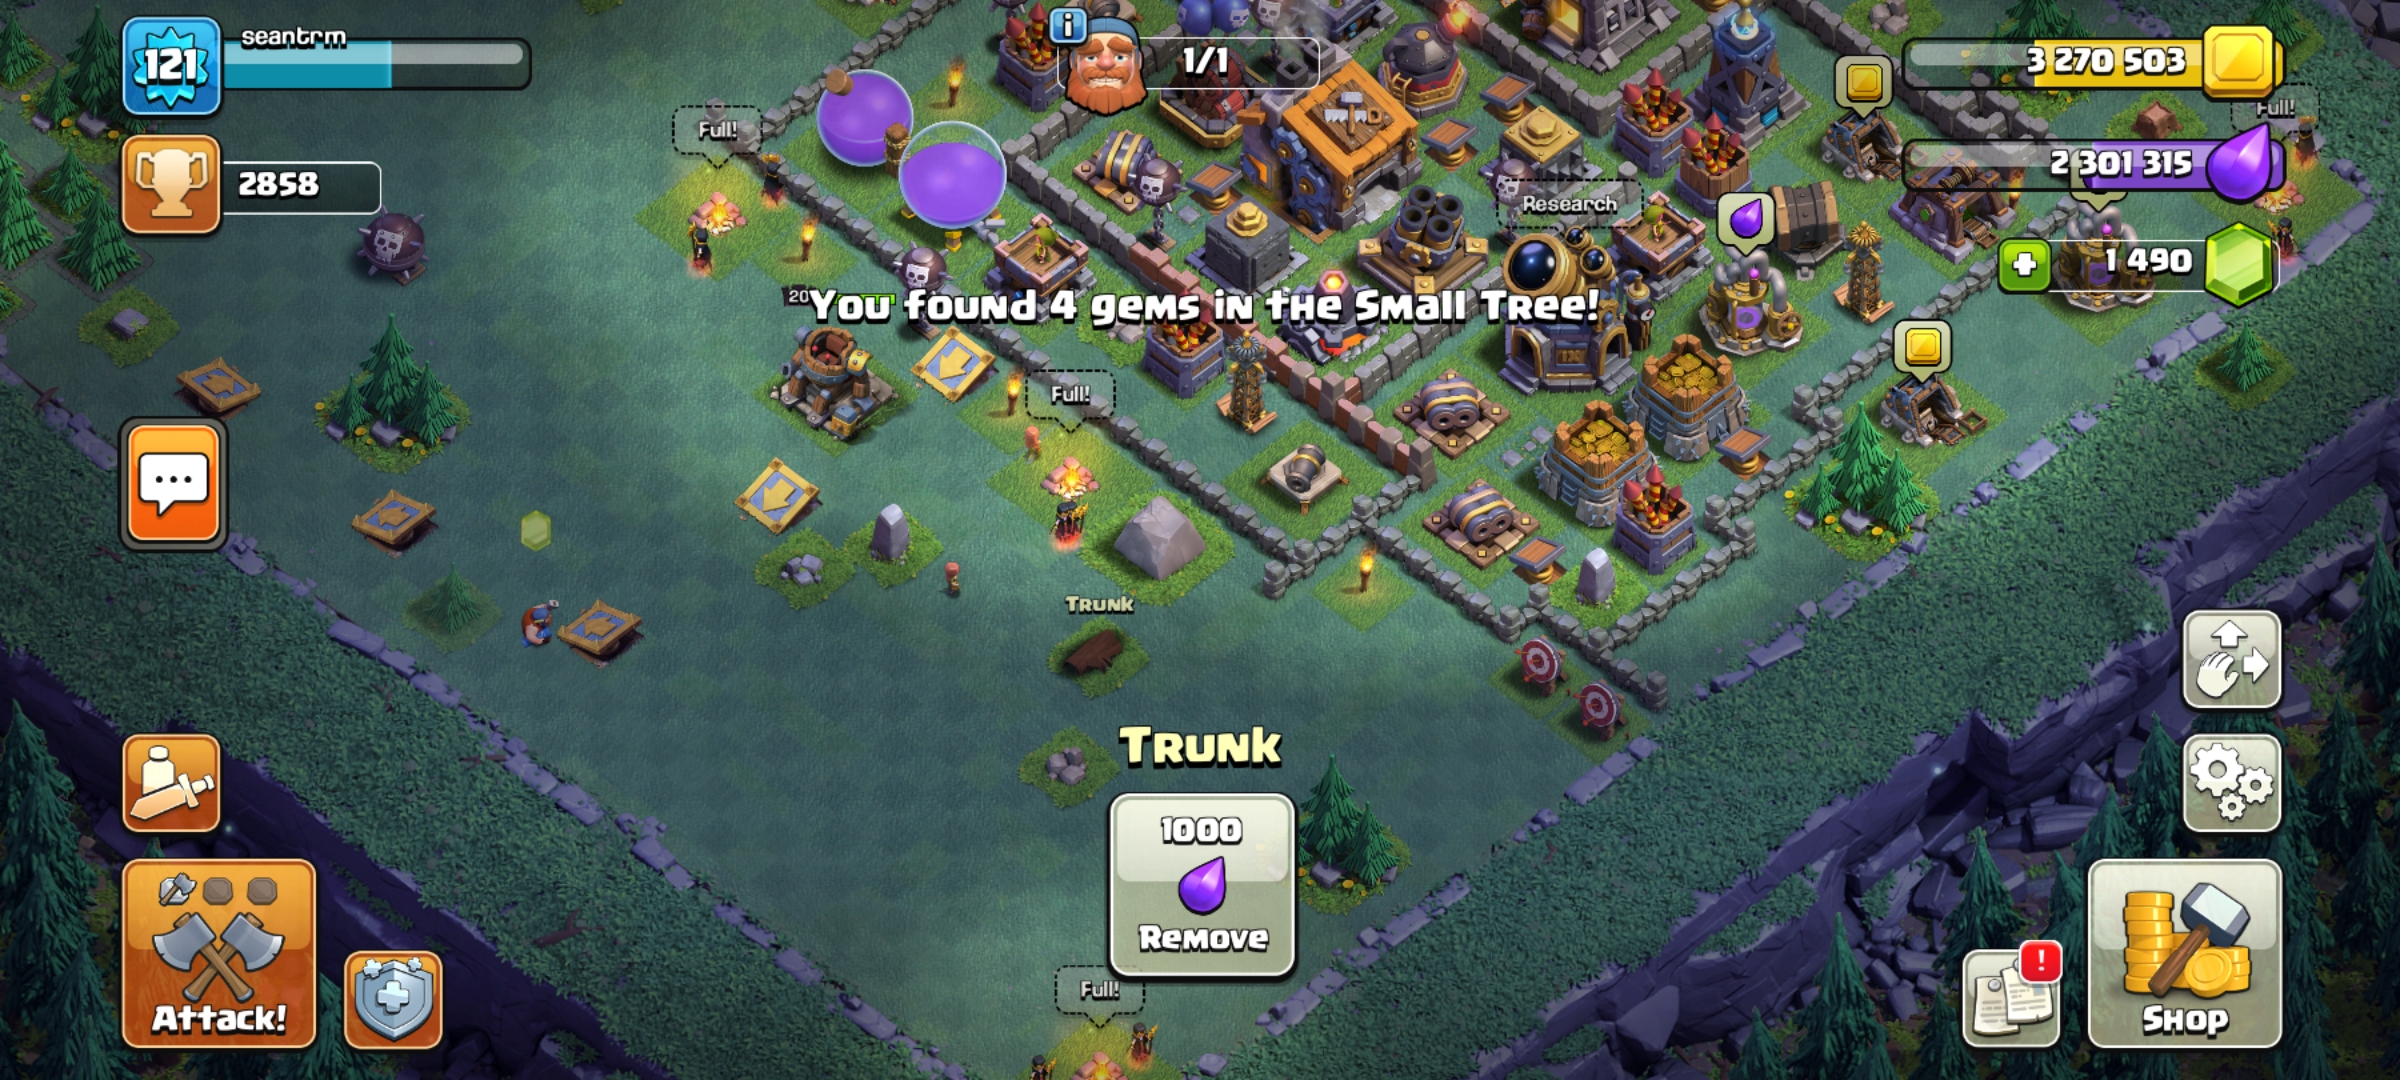 121
seantrm
1/1
3 270 503
Full!
Full!
2 301 315
2858
Research
1 490
You found 4 gems in the Small Tree!
Full!
Trunk
Trunk
1000
Remove
Full!
Attack!
!
Shop